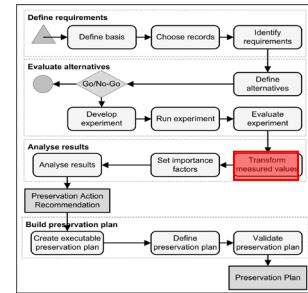 Define requirements
Define basis
Choose records
Identify
requirements
Evaluate alternatives
Go/No-Go
Define
alternatives
Develop
experiment
Run experiment
Evaluate
experiment
Analyse results
Analyse results
Set importance
factors
Transform
measured values
Preservation Action
Recommendation
Build preservation plan
Create executable
preservation plan
Define
preservation plan
Validate
preservation plan
Preservation Plan